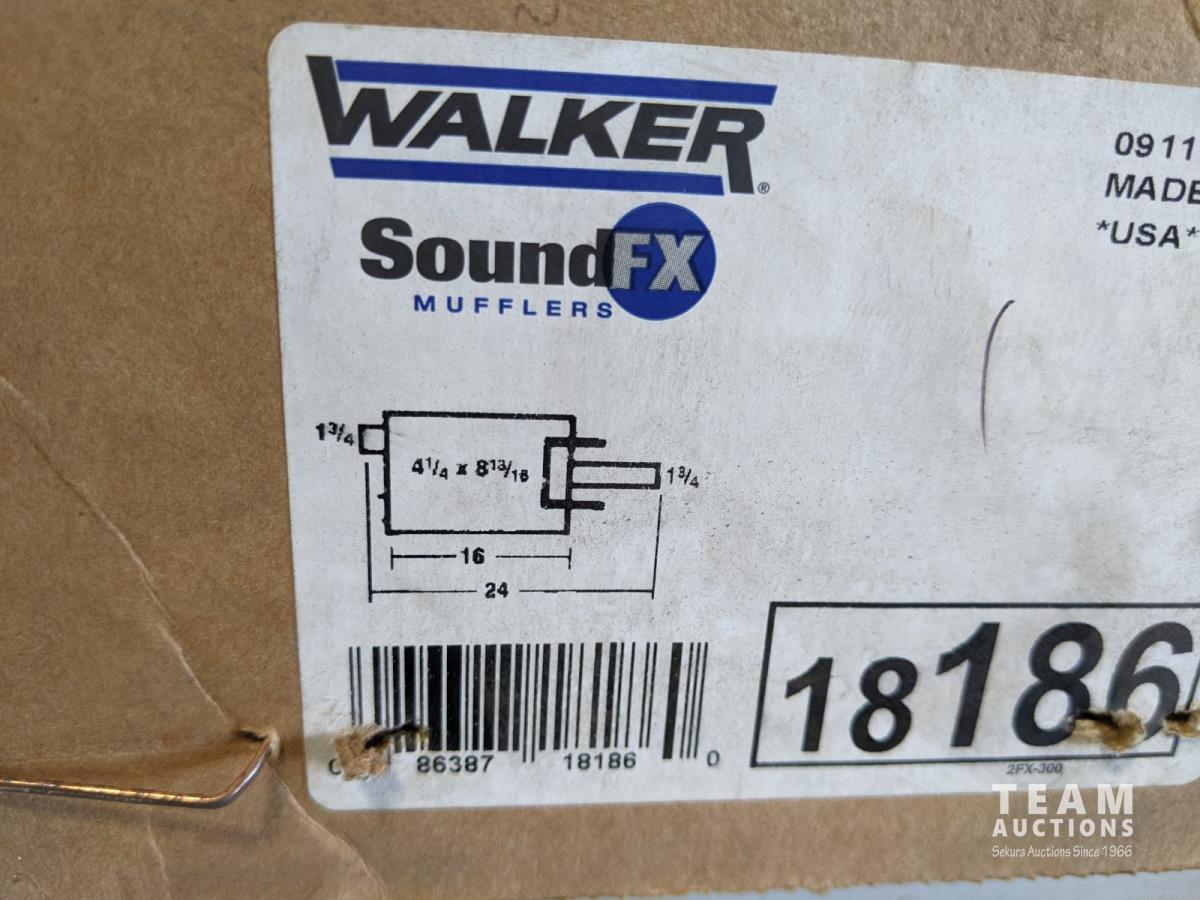 WALKER®
SoundFX
MUFFLERS
0911
MADE
*USA*
1 3/4
4 1/4 x 8 13/16
1 3/4
16
24
86387 18186 0
18186
2FX-300
TEAM
AUCTIONS
Sekura Auctions Since 1966